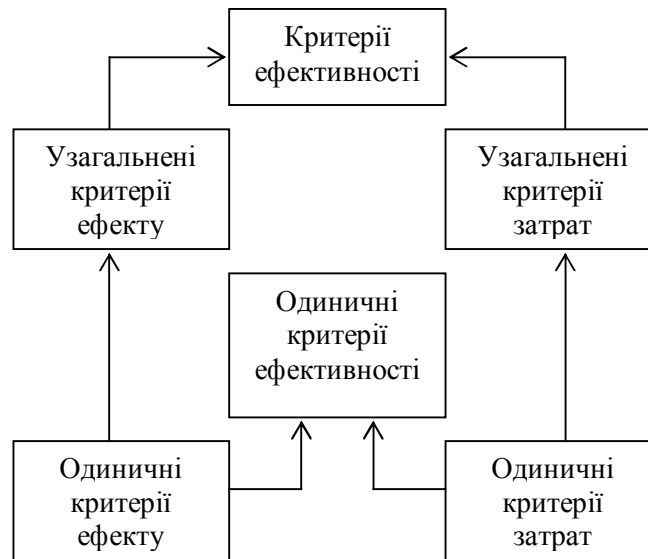 Критерії
ефективності
Узагальнені
критерії
ефекту
Узагальнені
критерії
затрат
Одиничні
критерії
ефективності
Одиничні
критерії
ефекту
Одиничні
критерії
затрат